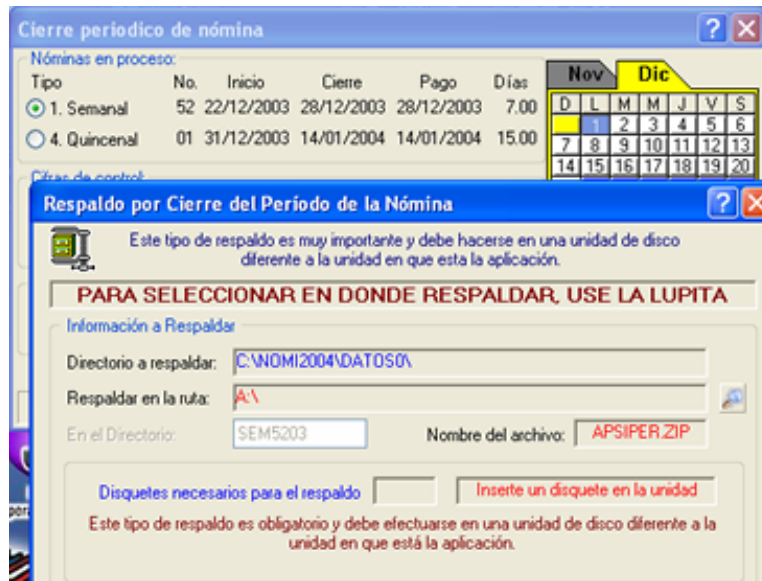 Cierre periodico de nómina
Nóminas en proceso:
Tipo No. Inicio Cierre Pago Días
1. Semanal 52 22/12/2003 28/12/2003 28/12/2003 7.00
4. Quincenal 01 31/12/2003 14/01/2004 14/01/2004 15.00
Nov Dic
D L M M J V S
1 2 3 4 5 6
7 8 9 10 11 12 13
14 15 16 17 18 19 20
Cifras de control:
Respaldo por Cierre del Período de la Nómina
Este tipo de respaldo es muy importante y debe hacerse en una unidad de disco
diferente a la unidad en que esta la aplicación.
PARA SELECCIONAR EN DONDE RESPALDAR, USE LA LUPITA
Información a Respaldar
Directorio a respaldar: C:\NOMI2004\DATOS0\
Respaldar en la ruta: A:\
En el Directorio: SEM5203 Nombre del archivo: APSIPER.ZIP
Disquetes necesarios para el respaldo Inserte un disquete en la unidad
Este tipo de respaldo es obligatorio y debe efectuarse en una unidad de disco diferente a la
unidad en que está la aplicación.